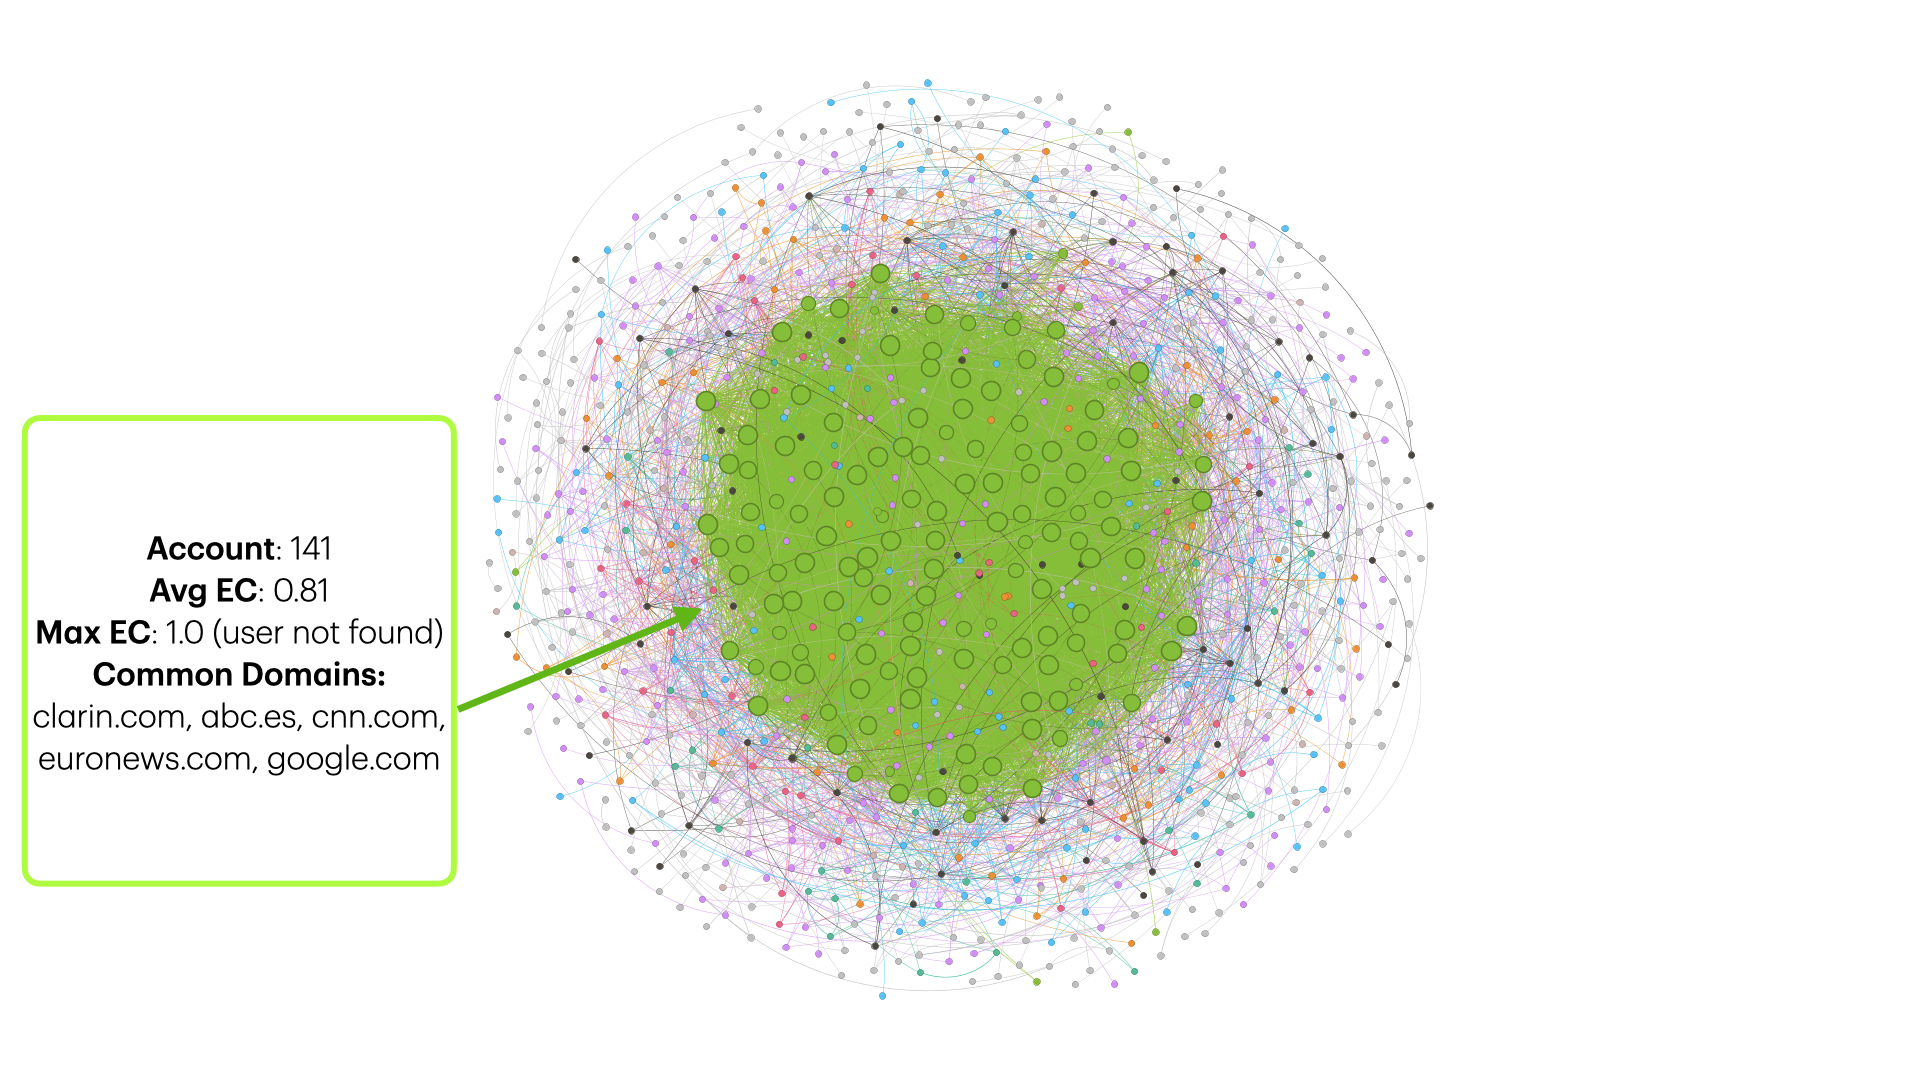 Account: 141
Avg EC: 0.81
Max EC: 1.0 (user not found)
Common Domains:
clarin.com, abc.es, cnn.com,
euronews.com, google.com